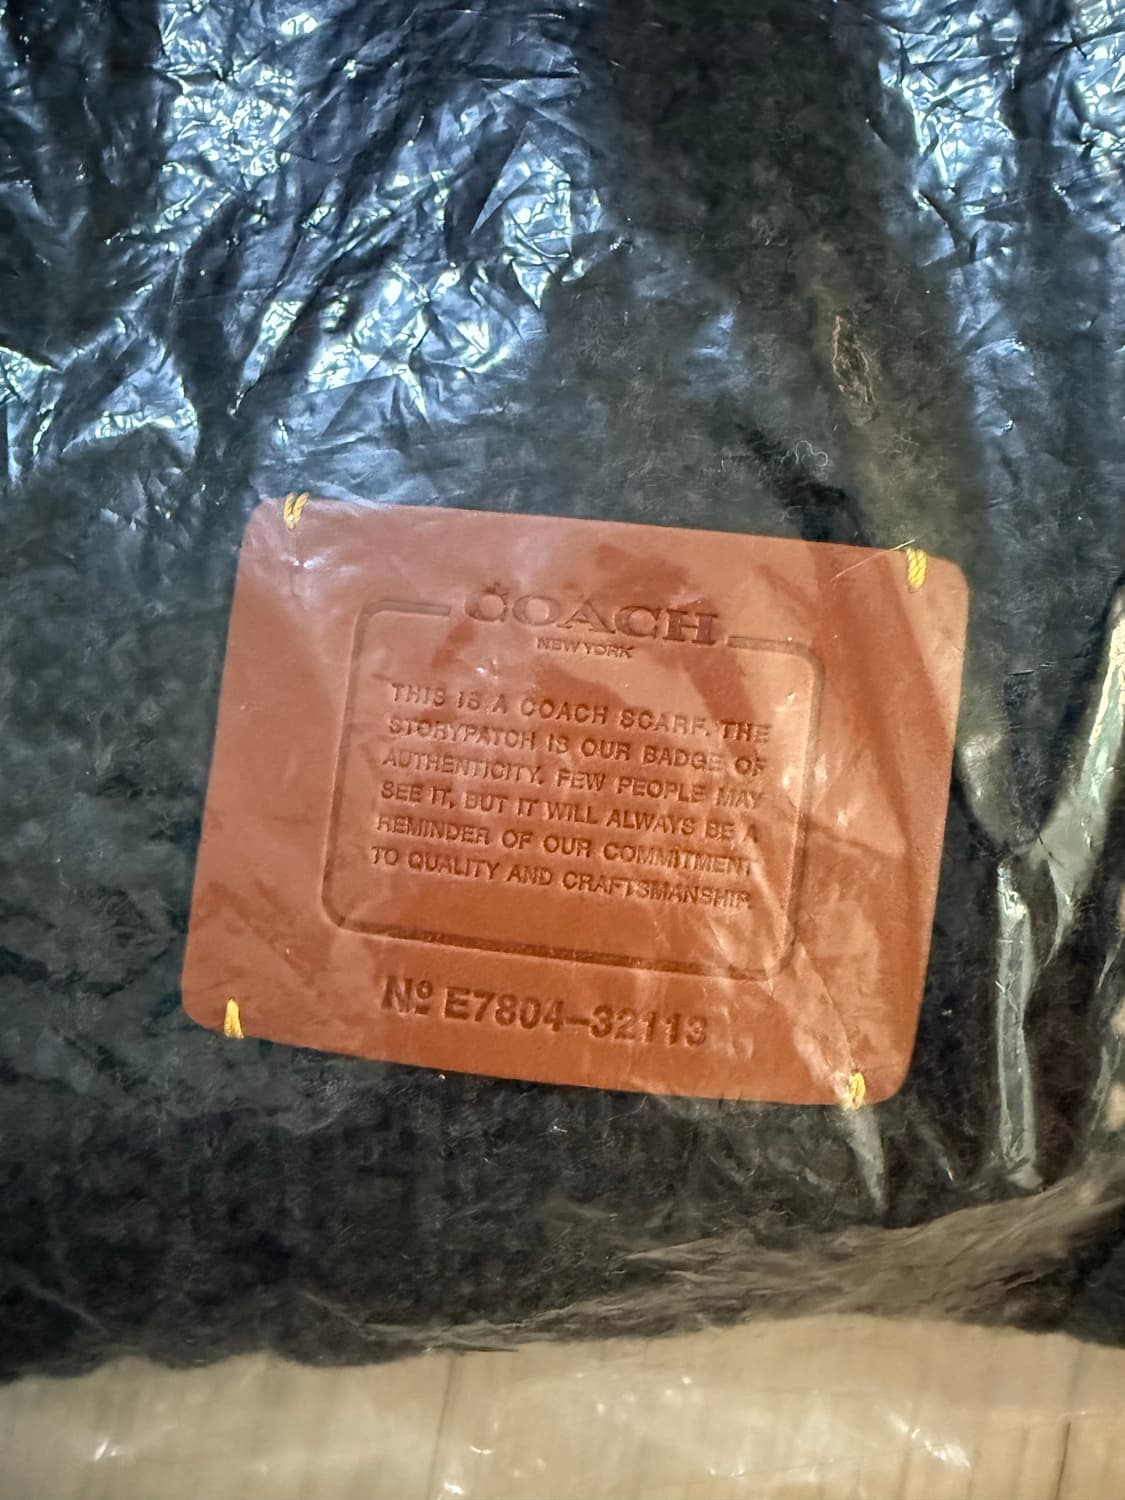 COACH
NEW YORK
THIS IS A COACH SCARF. THE
STORYPATCH IS OUR BADGE OF
AUTHENTICITY. FEW PEOPLE MAY
SEE IT, BUT IT WILL ALWAYS BE A
REMINDER OF OUR COMMITMENT
TO QUALITY AND CRAFTSMANSHIP.
Nº E7804-32113